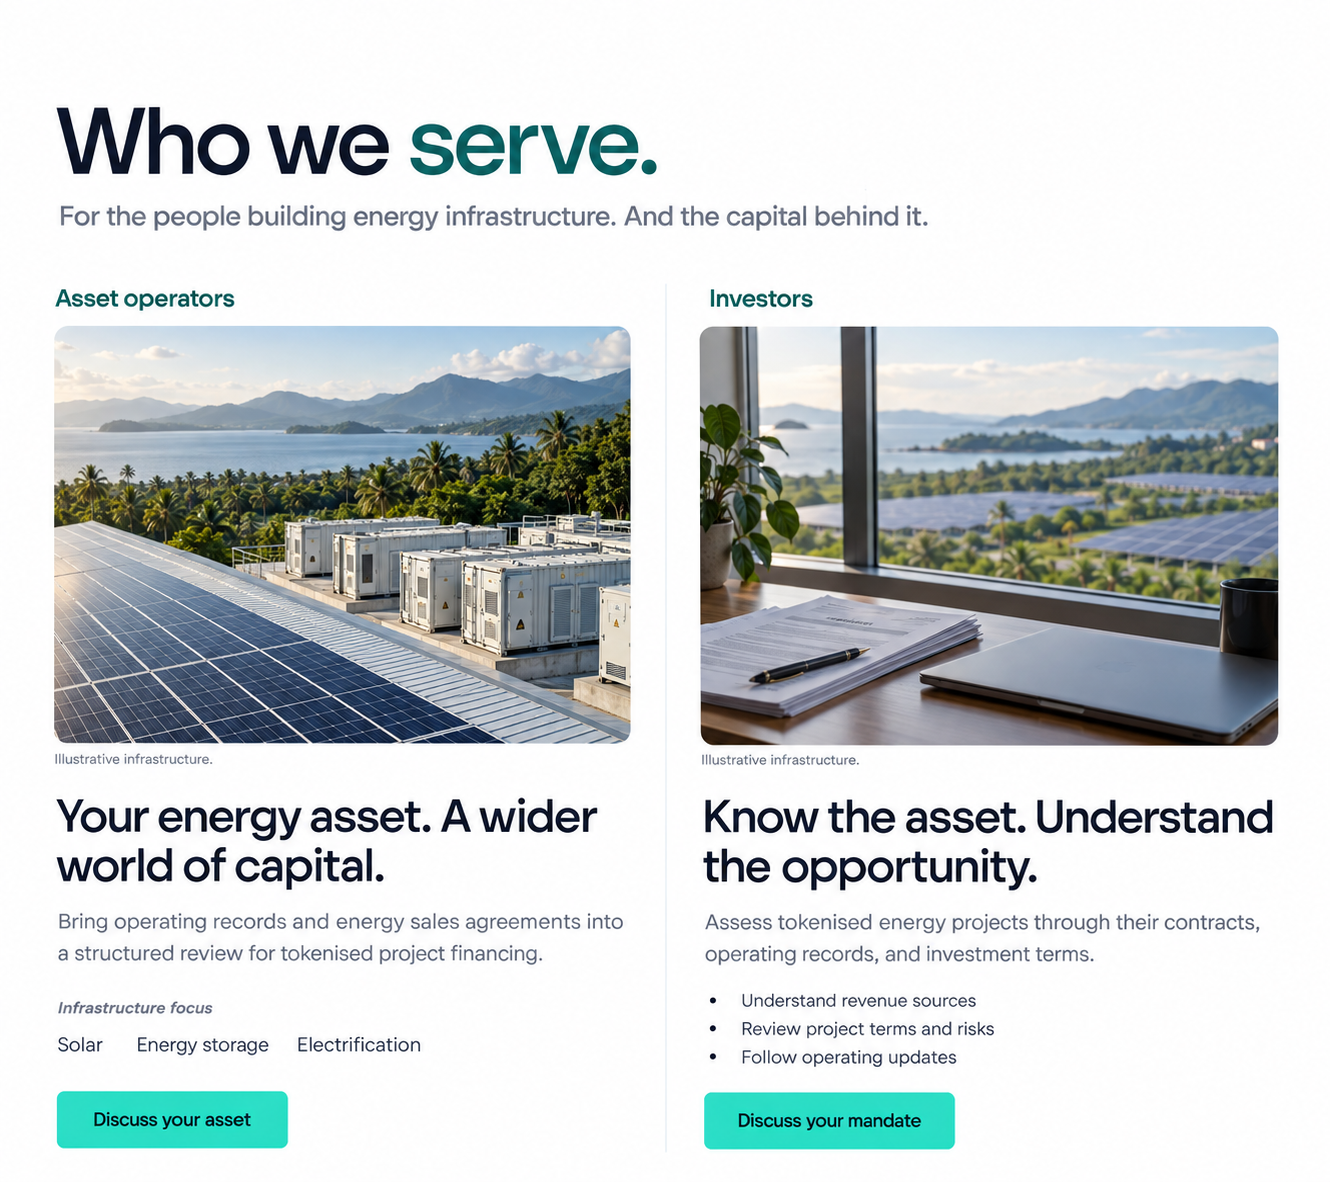 Who we serve.
For the people building energy infrastructure. And the capital behind it.
Asset operators
Illustrative infrastructure.
Your energy asset. A wider
world of capital.
Bring operating records and energy sales agreements into
a structured review for tokenised project financing.
Infrastructure focus
Solar Energy storage Electrification
Discuss your asset
Investors
Illustrative infrastructure.
Know the asset. Understand
the opportunity.
Assess tokenised energy projects through their contracts,
operating records, and investment terms.
• Understand revenue sources
• Review project terms and risks
• Follow operating updates
Discuss your mandate